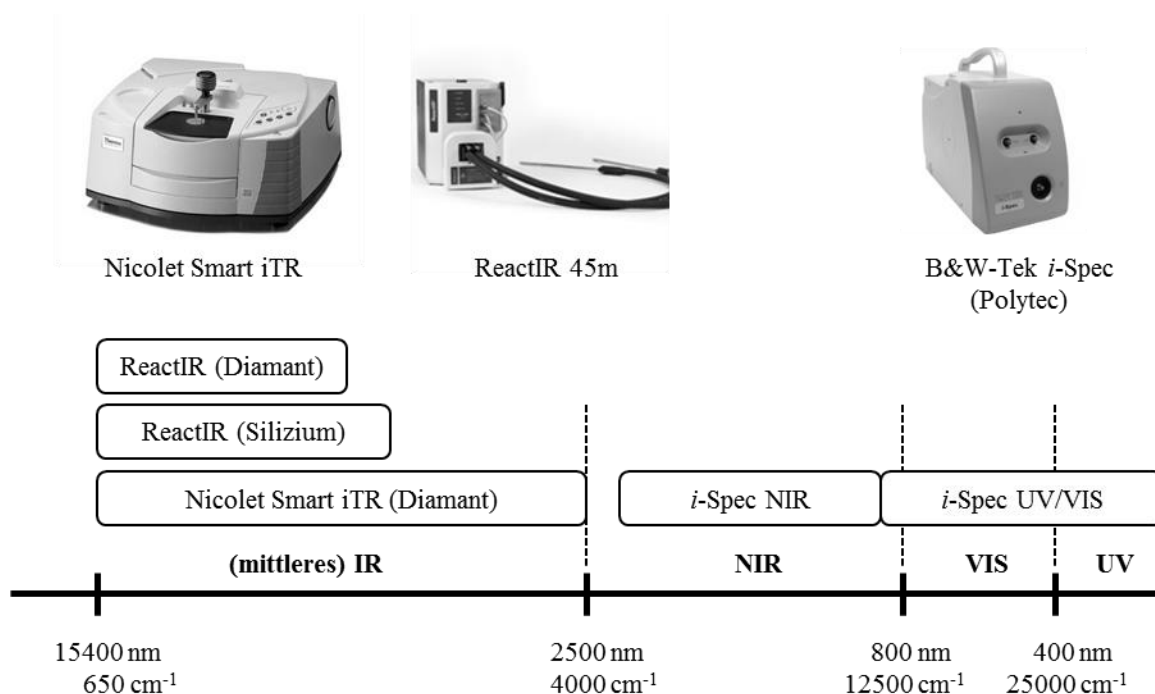 Nicolet Smart iTR
ReactIR 45m
B&W-Tek i-Spec
(Polytec)
ReactIR (Diamant)
ReactIR (Silizium)
Nicolet Smart iTR (Diamant)
i-Spec NIR
i-Spec UV/VIS
(mittleres) IR
NIR
VIS
UV
15400 nm
650 cm⁻¹
2500 nm
4000 cm⁻¹
800 nm
12500 cm⁻¹
400 nm
25000 cm⁻¹